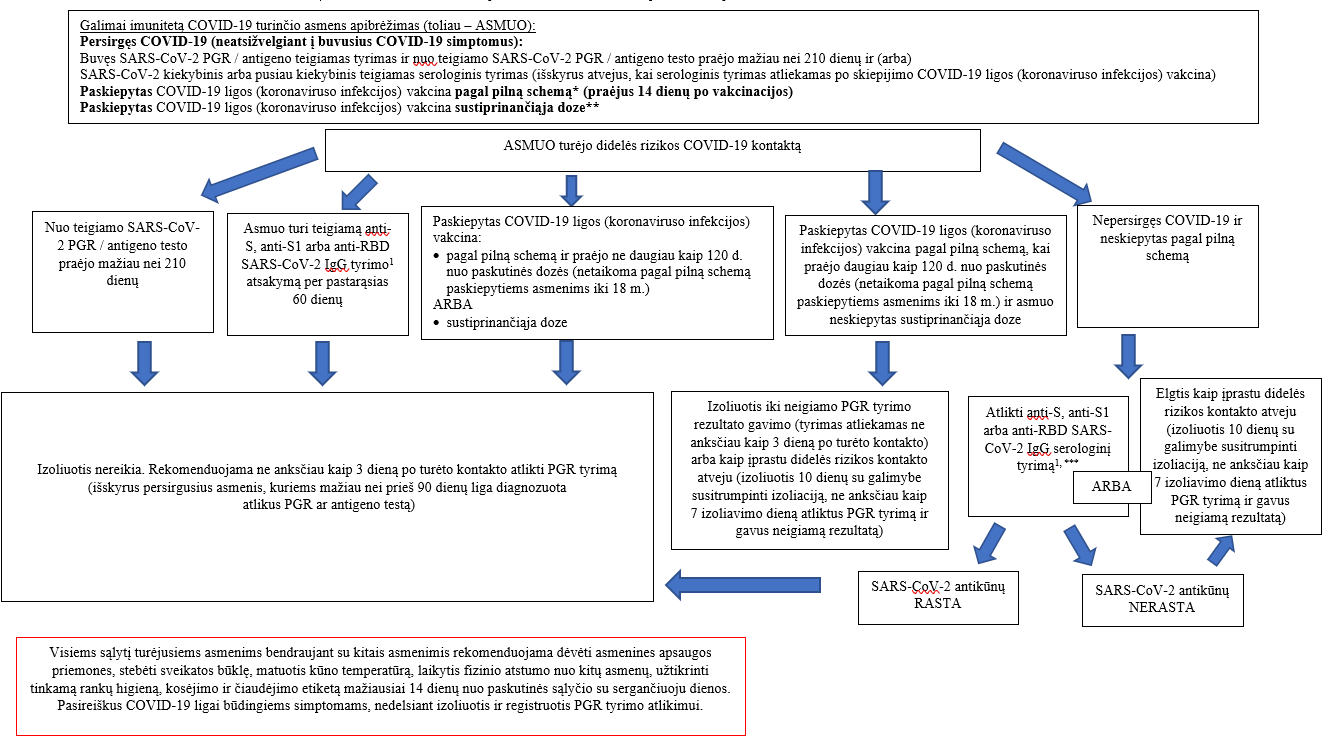 Galimai imunitetą COVID-19 turinčio asmens apibrėžimas (toliau – ASMUO):
Persirgęs COVID-19 (neatsižvelgiant į buvusius COVID-19 simptomus):
Buvęs SARS-CoV-2 PGR / antigeno teigiamas tyrimas ir nuo teigiamo SARS-CoV-2 PGR / antigeno testo praėjo mažiau nei 210 dienų ir (arba)
SARS-CoV-2 kiekybinis arba pusiau kiekybinis teigiamas serologinis tyrimas (išskyrus atvejus, kai serologinis tyrimas atliekamas po skiepijimo COVID-19 ligos (koronaviruso infekcijos) vakcina)
Paskiepytas COVID-19 ligos (koronaviruso infekcijos) vakcina pagal pilną schemą* (praėjus 14 dienų po vakcinacijos)
Paskiepytas COVID-19 ligos (koronaviruso infekcijos) vakcina sustiprinančiąja doze**
ASMUO turėjo didelės rizikos COVID-19 kontaktą
Nuo teigiamo SARS-CoV-
2 PGR / antigeno testo
praėjo mažiau nei 210
dienų
Asmuo turi teigiamą anti-
S, anti-S1 arba anti-RBD
SARS-CoV-2 IgG tyrimo¹
atsakymą per pastarąsias
60 dienų
Paskiepytas COVID-19 ligos (koronaviruso infekcijos)
vakcina:
• pagal pilną schemą ir praėjo ne daugiau kaip 120 d.
nuo paskutinės dozės (netaikoma pagal pilną schemą
paskiepytiems asmenims iki 18 m.)
ARBA
• sustiprinančiąja doze
Paskiepytas COVID-19 ligos (koronaviruso
infekcijos) vakcina pagal pilną schemą, kai
praėjo daugiau kaip 120 d. nuo paskutinės
dozės (netaikoma pagal pilną schemą
paskiepytiems asmenims iki 18 m.) ir asmuo
neskiepytas sustiprinančiąja doze
Nepersirgęs COVID-19 ir
neskiepytas pagal pilną
schemą
Izoliuotis nereikia. Rekomenduojama ne anksčiau kaip 3 dieną po turėto kontakto atlikti PGR tyrimą
(išskyrus persirgusius asmenis, kuriems mažiau nei prieš 90 dienų liga diagnozuota
atlikus PGR ar antigeno testą)
Izoliuotis iki neigiamo PGR tyrimo
rezultato gavimo (tyrimas atliekamas ne
anksčiau kaip 3 dieną po turėto kontakto)
arba kaip įprastu didelės rizikos kontakto
atveju (izoliuotis 10 dienų su galimybe
susitrumpinti izoliaciją, ne anksčiau kaip
7 izoliavimo dieną atliktus PGR tyrimą ir
gavus neigiamą rezultatą)
Atlikti anti-S, anti-S1
arba anti-RBD SARS-
CoV-2 IgG serologinį
tyrimą¹, ***
ARBA
Elgtis kaip įprastu didelės
rizikos kontakto atveju
(izoliuotis 10 dienų su
galimybe susitrumpinti
izoliaciją, ne anksčiau kaip
7 izoliavimo dieną atliktus
PGR tyrimą ir gavus
neigiamą rezultatą)
SARS-CoV-2 antikūnų
RASTA
SARS-CoV-2 antikūnų
NERASTA
Visiems sąlytį turėjusiems asmenims bendraujant su kitais asmenimis rekomenduojama dėvėti asmenines apsaugos
priemones, stebėti sveikatos būklę, matuotis kūno temperatūrą, laikytis fizinio atstumo nuo kitų asmenų, užtikrinti
tinkamą rankų higieną, kosėjimo ir čiaudėjimo etiketą mažiausiai 14 dienų nuo paskutinės sąlyčio su sergančiuoju dienos.
Pasireiškus COVID-19 ligai būdingiems simptomams, nedelsiant izoliuotis ir registruotis PGR tyrimo atlikimui.